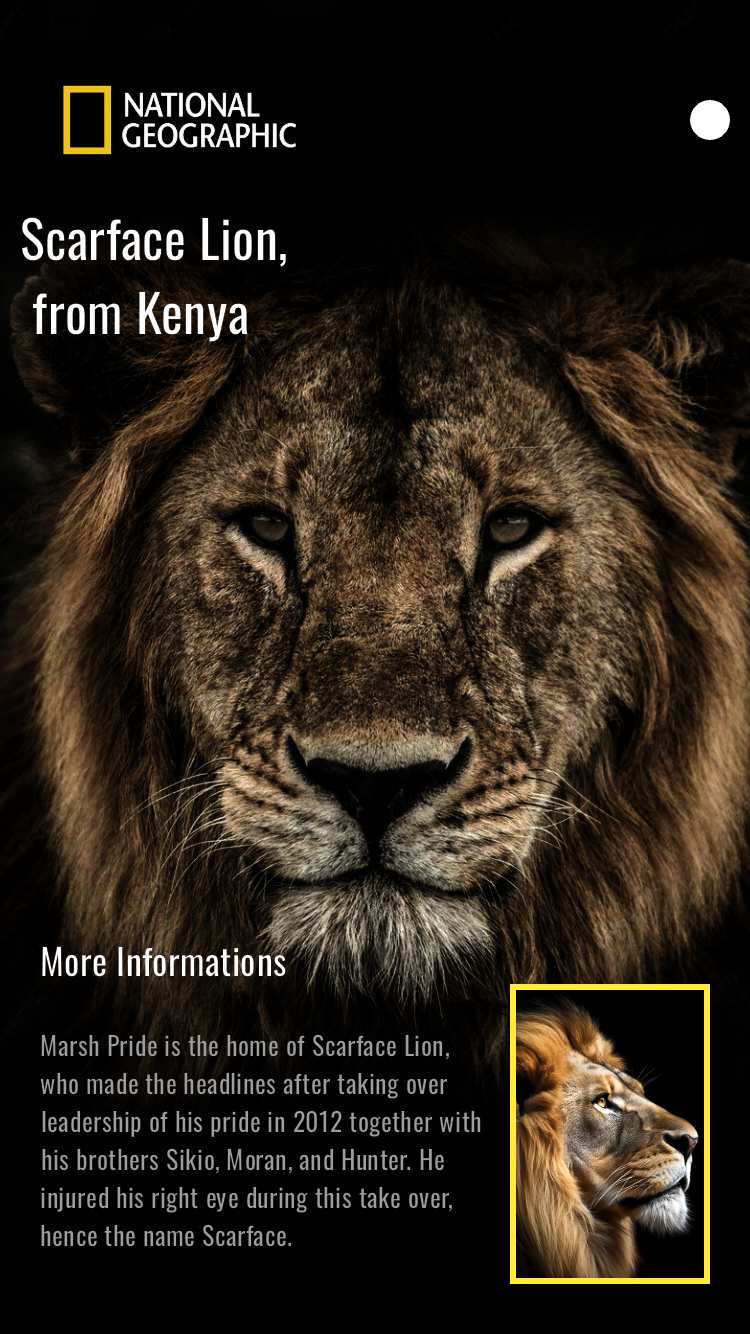 NATIONAL
GEOGRAPHIC
Scarface Lion,
from Kenya
More Informations
Marsh Pride is the home of Scarface Lion,
who made the headlines after taking over
leadership of his pride in 2012 together with
his brothers Sikio, Moran, and Hunter. He
injured his right eye during this take over,
hence the name Scarface.